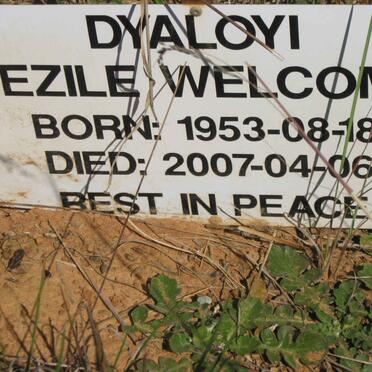 DYALOYI
EZILE WELCOM
BORN: 1953-08-18
DIED: 2007-04-06
REST IN PEACE